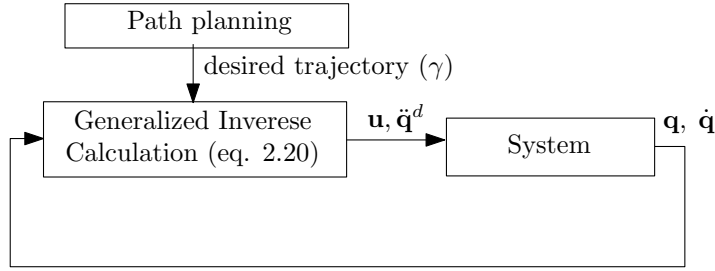 Path planning
desired trajectory (γ)
Generalized Inverese
Calculation (eq. 2.20)
u, q̈ᵈ
System
q, q̇